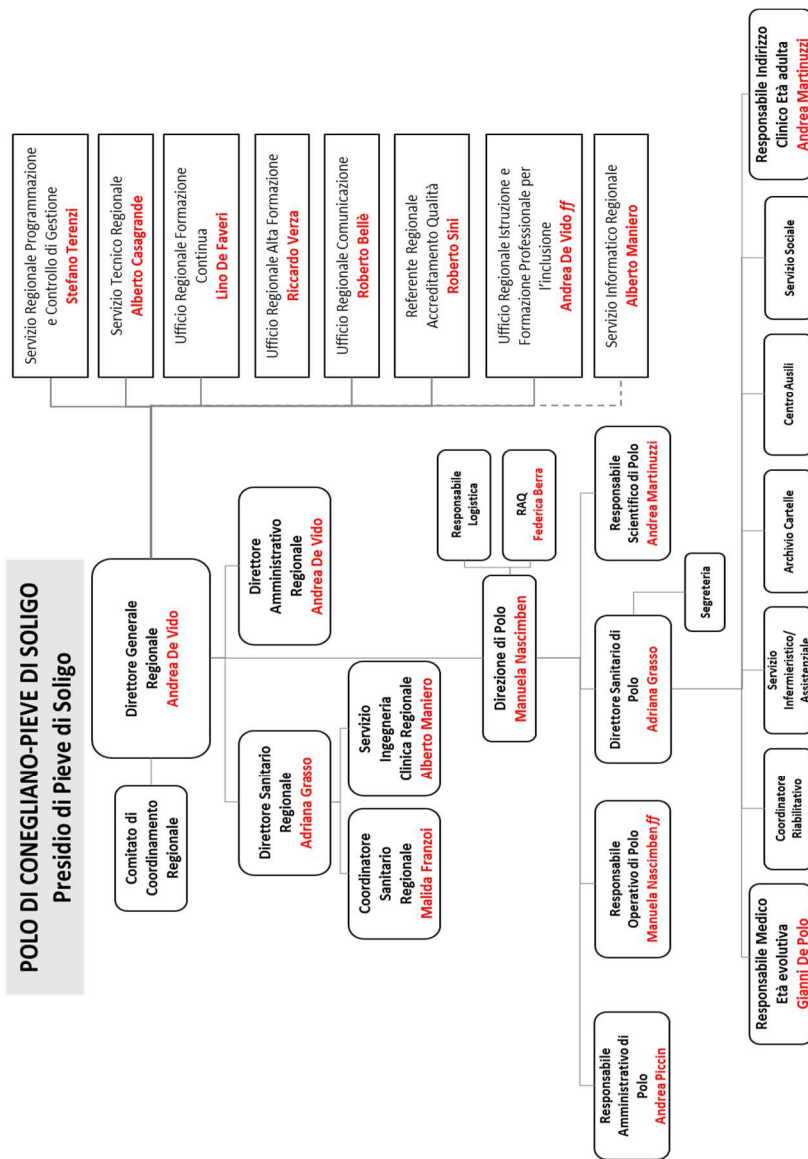 POLO DI CONEGLIANO-PIEVE DI SOLIGO
Presidio di Pieve di Soligo
Comitato di
Coordinamento
Regionale
Direttore Generale
Regionale
Andrea De Vido
Servizio Regionale Programmazione
e Controllo di Gestione
Stefano Terenzi
Servizio Tecnico Regionale
Alberto Casagrande
Ufficio Regionale Formazione
Continua
Lino De Faveri
Ufficio Regionale Alta Formazione
Riccardo Verza
Ufficio Regionale Comunicazione
Roberto Bellè
Referente Regionale
Accreditamento Qualità
Roberto Sini
Ufficio Regionale Istruzione e
Formazione Professionale per
l'inclusione
Andrea De Vido ff
Servizio Informatico Regionale
Alberto Maniero
Direttore Sanitario
Regionale
Adriana Grasso
Direttore
Amministrativo
Regionale
Andrea De Vido
Coordinatore
Sanitario
Regionale
Malida Franzoi
Servizio
Ingegneria
Clinica Regionale
Alberto Maniero
Direzione di Polo
Manuela Nascimben
Responsabile
Logistica
RAQ
Federica Berra
Responsabile
Amministrativo di
Polo
Andrea Piccin
Responsabile
Operativo di Polo
Manuela Nascimben ff
Direttore Sanitario di
Polo
Adriana Grasso
Responsabile
Scientifico di Polo
Andrea Martinuzzi
Segreteria
Responsabile Medico
Età evolutiva
Gianni De Polo
Coordinatore
Riabilitativo
Servizio
Infermieristico/
Assistenziale
Archivio Cartelle
Centro Ausili
Servizio Sociale
Responsabile Indirizzo
Clinico Età adulta
Andrea Martinuzzi